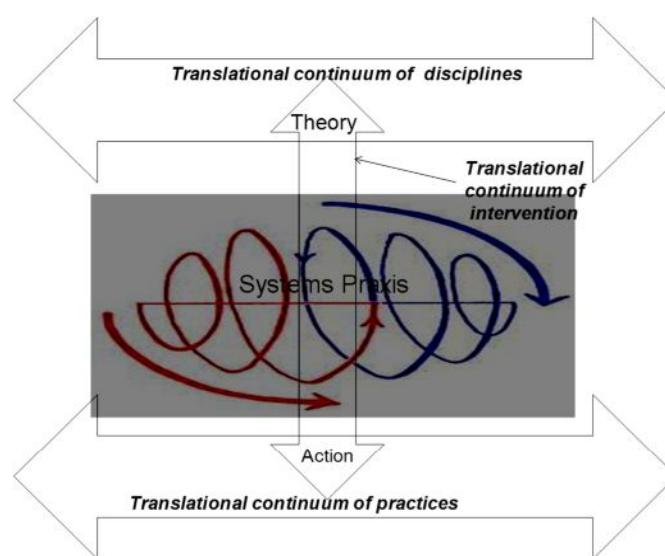 Translational continuum of disciplines
Theory
Translational
continuum of
intervention
Systems Praxis
Action
Translational continuum of practices